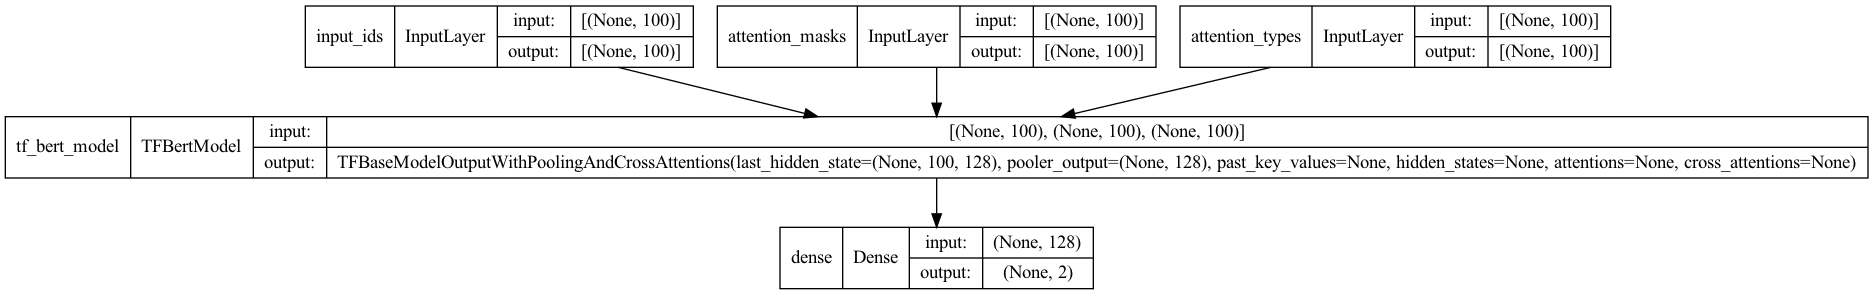 input_ids InputLayer input: [(None, 100)] output: [(None, 100)]
attention_masks InputLayer input: [(None, 100)] output: [(None, 100)]
attention_types InputLayer input: [(None, 100)] output: [(None, 100)]
tf_bert_model TFBertModel input: [(None, 100), (None, 100), (None, 100)]
output: TFBaseModelOutputWithPoolingAndCrossAttentions(last_hidden_state=(None, 100, 128), pooler_output=(None, 128), past_key_values=None, hidden_states=None, attentions=None, cross_attentions=None)
dense Dense input: (None, 128)
output: (None, 2)